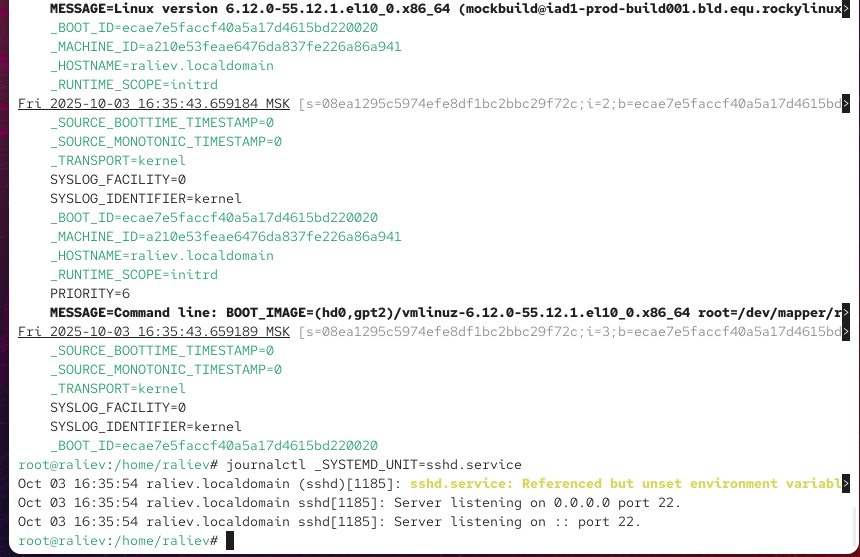 MESSAGE=Linux version 6.12.0-55.12.1.el10_0.x86_64 (mockbuild@iad1-prod-build001.bld.equ.rockylinux>
_BOOT_ID=ecae7e5faccf40a5a17d4615bd220020
_MACHINE_ID=a210e53feae6476da837fe226a86a941
_HOSTNAME=raliev.localdomain
_RUNTIME_SCOPE=initrd
Fri 2025-10-03 16:35:43.659184 MSK [s=08ea1295c5974efe8df1bc2bbc29f72c;i=2;b=ecae7e5faccf40a5a17d4615bd>
_SOURCE_BOOTTIME_TIMESTAMP=0
_SOURCE_MONOTONIC_TIMESTAMP=0
_TRANSPORT=kernel
SYSLOG_FACILITY=0
SYSLOG_IDENTIFIER=kernel
_BOOT_ID=ecae7e5faccf40a5a17d4615bd220020
_MACHINE_ID=a210e53feae6476da837fe226a86a941
_HOSTNAME=raliev.localdomain
_RUNTIME_SCOPE=initrd
PRIORITY=6
MESSAGE=Command line: BOOT_IMAGE=(hd0,gpt2)/vmlinuz-6.12.0-55.12.1.el10_0.x86_64 root=/dev/mapper/r>
Fri 2025-10-03 16:35:43.659189 MSK [s=08ea1295c5974efe8df1bc2bbc29f72c;i=3;b=ecae7e5faccf40a5a17d4615bd>
_SOURCE_BOOTTIME_TIMESTAMP=0
_SOURCE_MONOTONIC_TIMESTAMP=0
_TRANSPORT=kernel
SYSLOG_FACILITY=0
SYSLOG_IDENTIFIER=kernel
_BOOT_ID=ecae7e5faccf40a5a17d4615bd220020
root@raliev:/home/raliev# journalctl _SYSTEMD_UNIT=sshd.service
Oct 03 16:35:54 raliev.localdomain (sshd)[1185]: sshd.service: Referenced but unset environment variabl>
Oct 03 16:35:54 raliev.localdomain sshd[1185]: Server listening on 0.0.0.0 port 22.
Oct 03 16:35:54 raliev.localdomain sshd[1185]: Server listening on :: port 22.
root@raliev:/home/raliev#